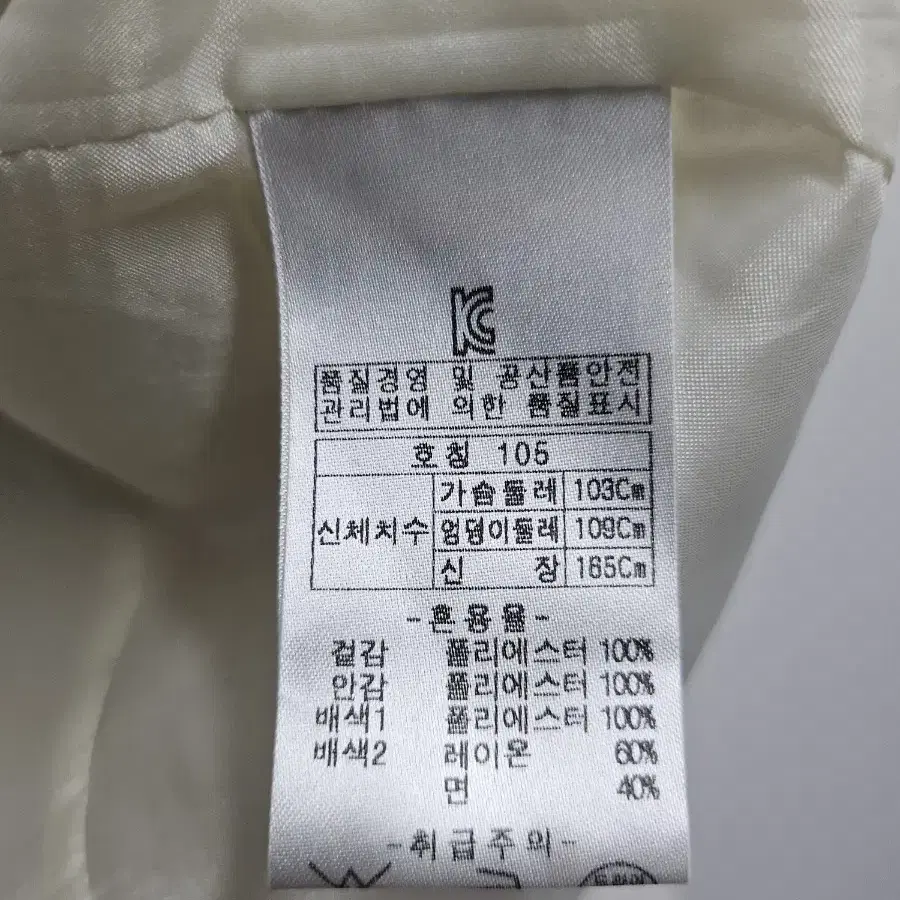 KC
품질경영 및 공산품안전
관리법에 의한 품질표시
호칭 105
신체치수
가슴둘레 103Cm
엉덩이둘레 109Cm
신장 165Cm
-혼용율-
겉감 폴리에스터 100%
안감 폴리에스터 100%
배색1 폴리에스터 100%
배색2 레이온 60%
면 40%
-취급주의-